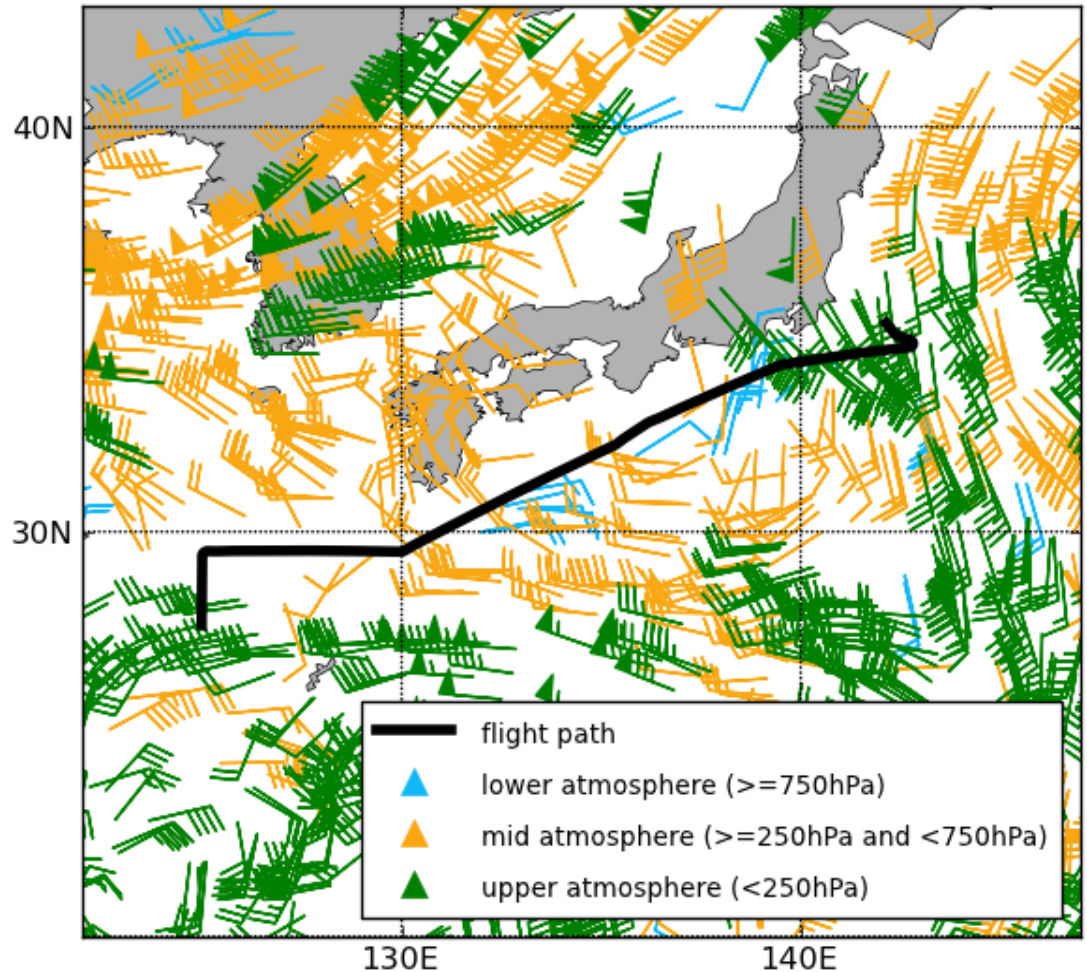 40N
30N
flight path
lower atmosphere (>=750hPa)
mid atmosphere (>=250hPa and <750hPa)
upper atmosphere (<250hPa)
130E
140E